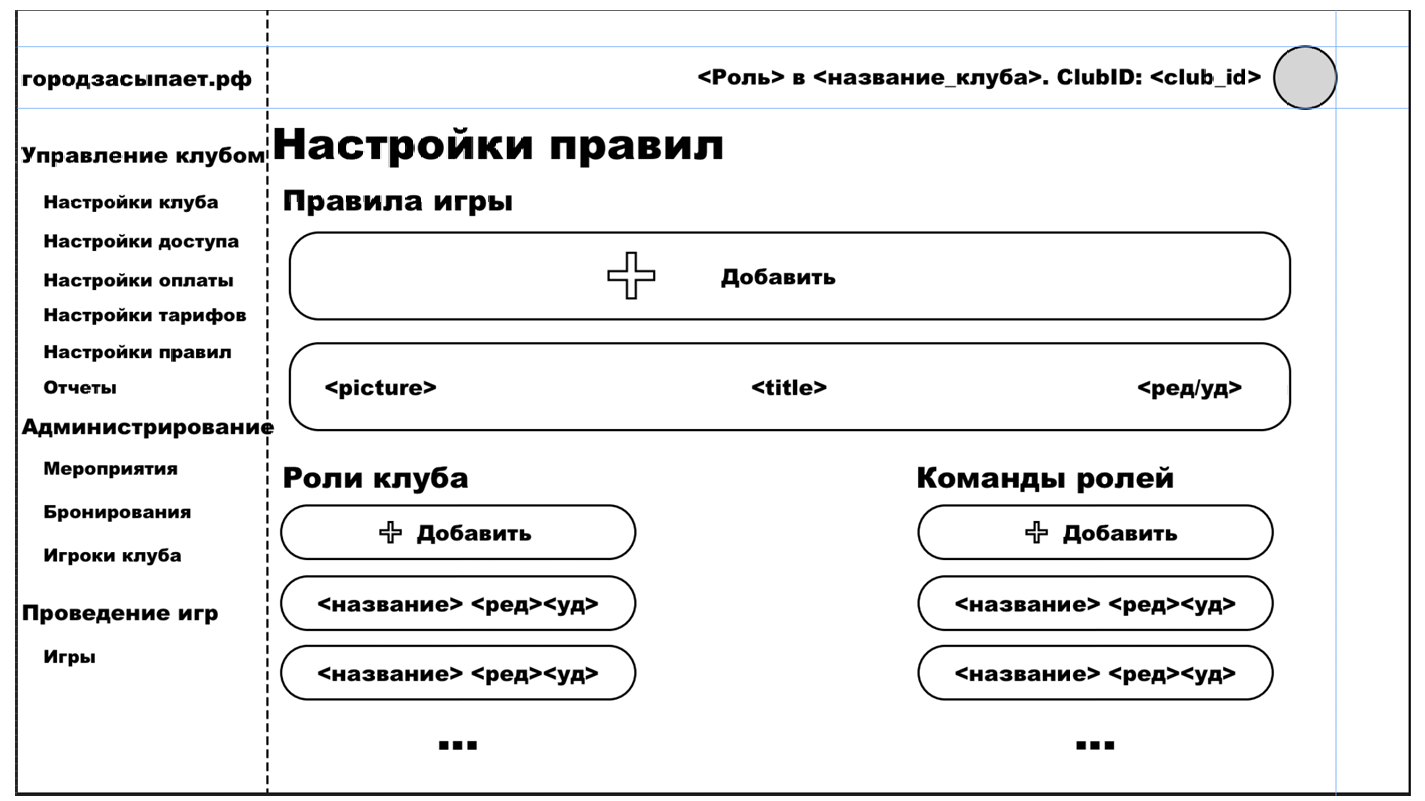 городзасыпает.рф
<Роль> в <название_клуба>. ClubID: <club_id>
Управление клубом
Настройки клуба
Настройки доступа
Настройки оплаты
Настройки тарифов
Настройки правил
Отчеты
Администрирование
Мероприятия
Бронирования
Игроки клуба
Проведение игр
Игры
Настройки правил
Правила игры
Добавить
<picture> <title> <ред/уд>
Роли клуба
Добавить
<название> <ред><уд>
<название> <ред><уд>
...
Команды ролей
Добавить
<название> <ред><уд>
<название> <ред><уд>
...